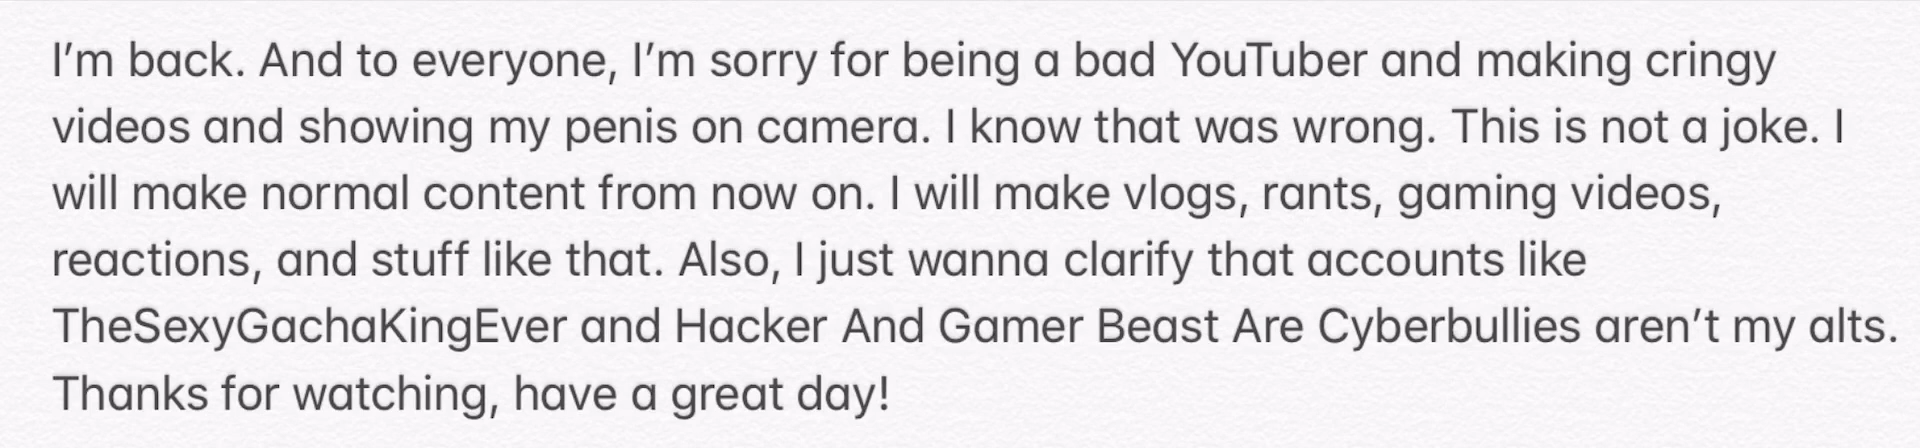 I’m back. And to everyone, I’m sorry for being a bad YouTuber and making cringy
videos and showing my penis on camera. I know that was wrong. This is not a joke. I
will make normal content from now on. I will make vlogs, rants, gaming videos,
reactions, and stuff like that. Also, I just wanna clarify that accounts like
TheSexyGachaKingEver and Hacker And Gamer Beast Are Cyberbullies aren’t my alts.
Thanks for watching, have a great day!